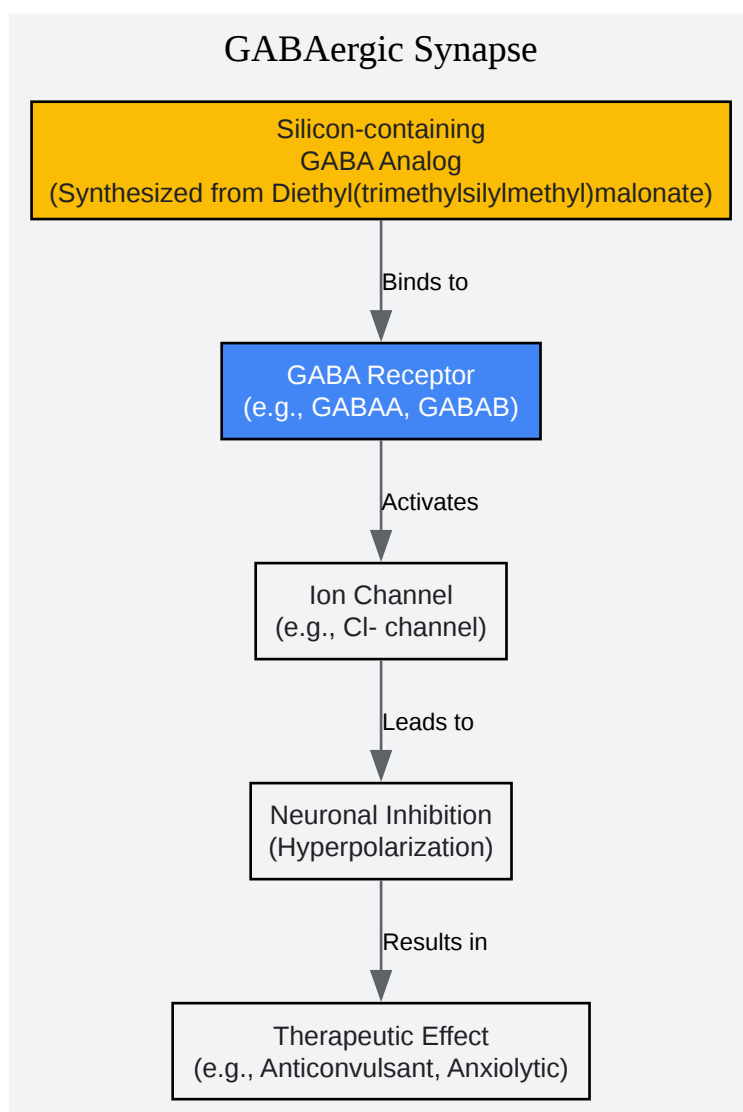 GABAergic Synapse
Silicon-containing
GABA Analog
(Synthesized from Diethyl(trimethylsilylmethyl)malonate)
Binds to
GABA Receptor
(e.g., GABAA, GABAB)
Activates
Ion Channel
(e.g., Cl- channel)
Leads to
Neuronal Inhibition
(Hyperpolarization)
Results in
Therapeutic Effect
(e.g., Anticonvulsant, Anxiolytic)